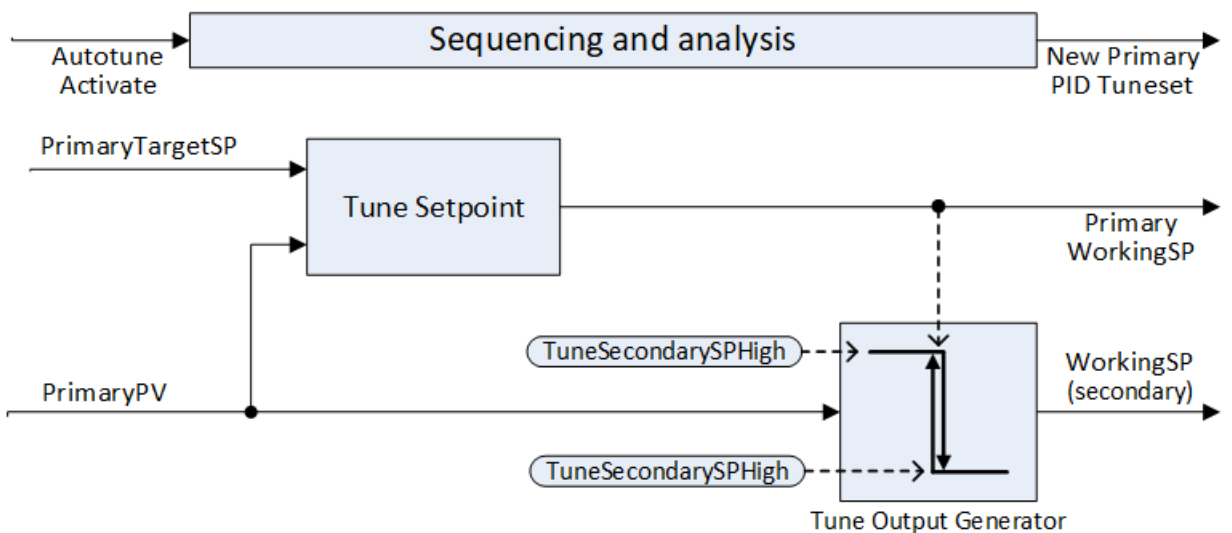 Sequencing and analysis
Autotune
Activate
New Primary
PID Tuneset
PrimaryTargetSP
Tune Setpoint
Primary
WorkingSP
TuneSecondarySPHigh
WorkingSP
(secondary)
PrimaryPV
TuneSecondarySPHigh
Tune Output Generator